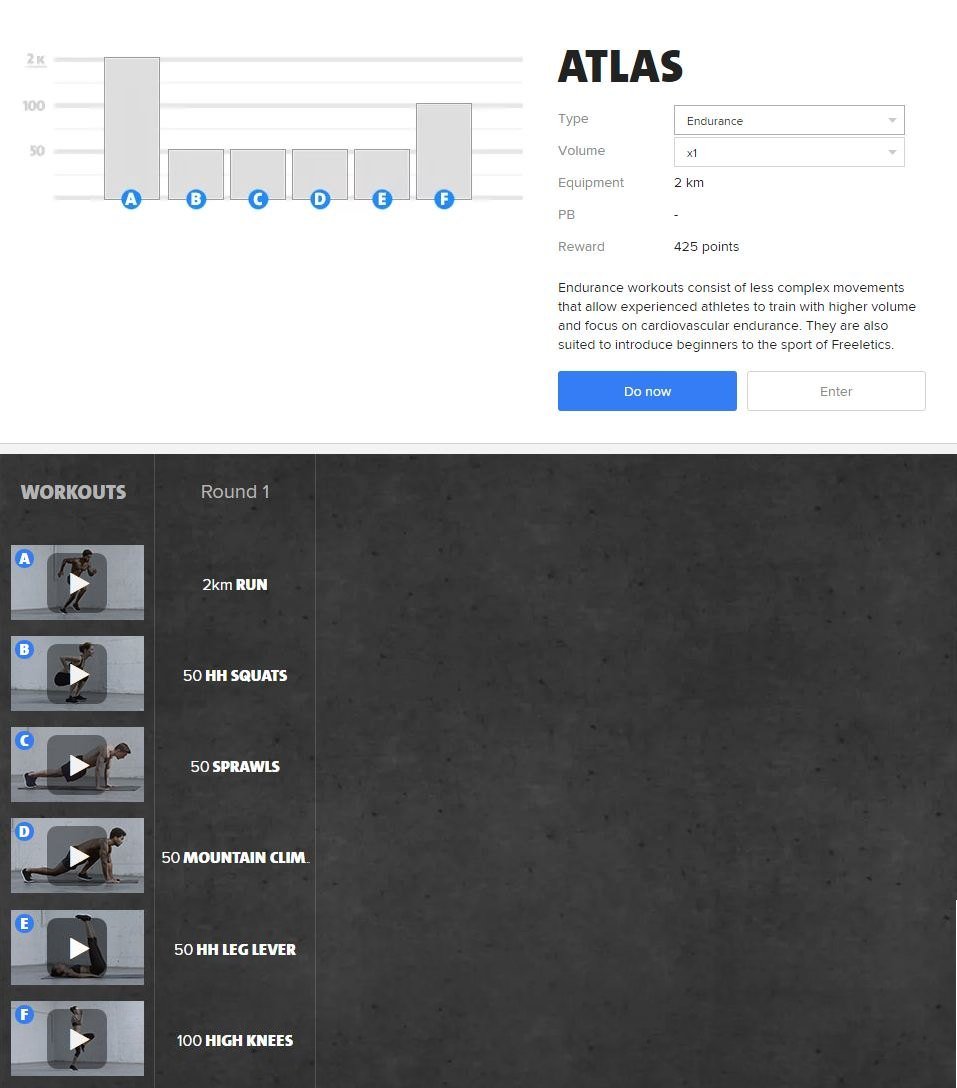 2 K
100
50
A B C D E F
ATLAS
Type Endurance
Volume x1
Equipment 2 km
PB -
Reward 425 points
Endurance workouts consist of less complex movements
that allow experienced athletes to train with higher volume
and focus on cardiovascular endurance. They are also
suited to introduce beginners to the sport of Freeletics.
Do now Enter
WORKOUTS Round 1
A 2km RUN
B 50 HH SQUATS
C 50 SPRAWLS
D 50 MOUNTAIN CLIM...
E 50 HH LEG LEVER
F 100 HIGH KNEES